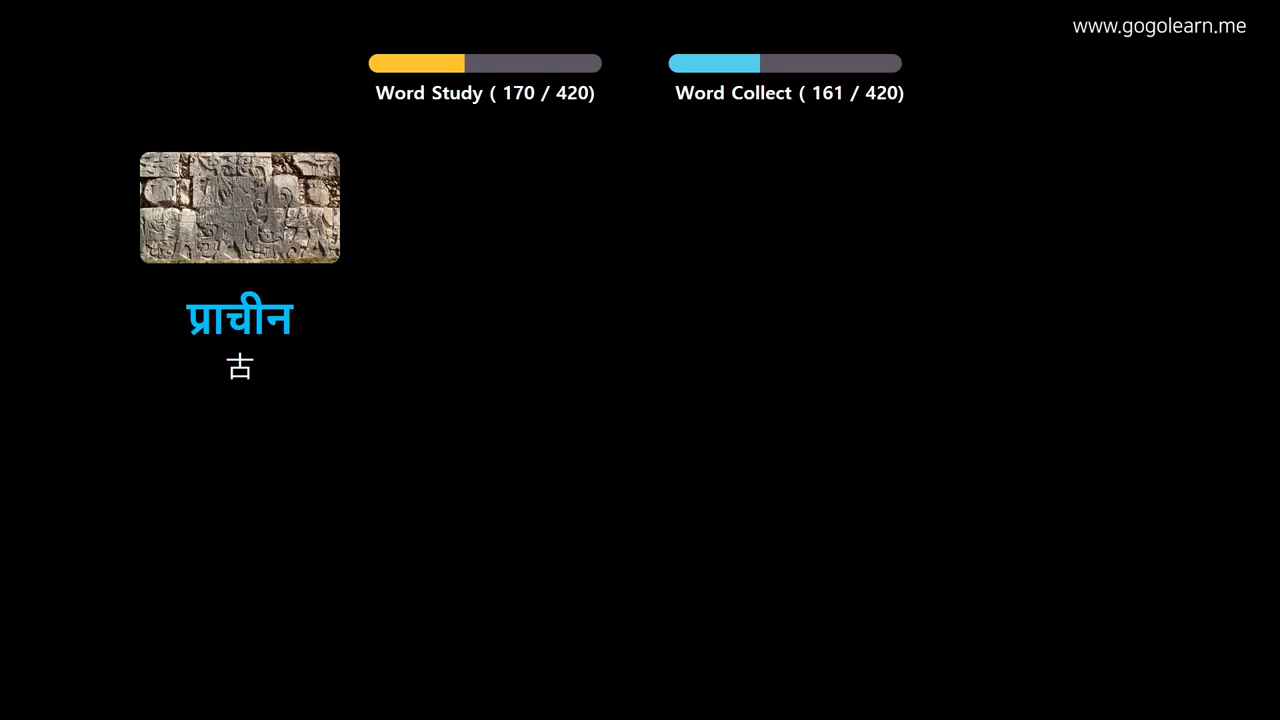 www.gogolearn.me
Word Study ( 170 / 420)
Word Collect ( 161 / 420)
प्राचीन
古